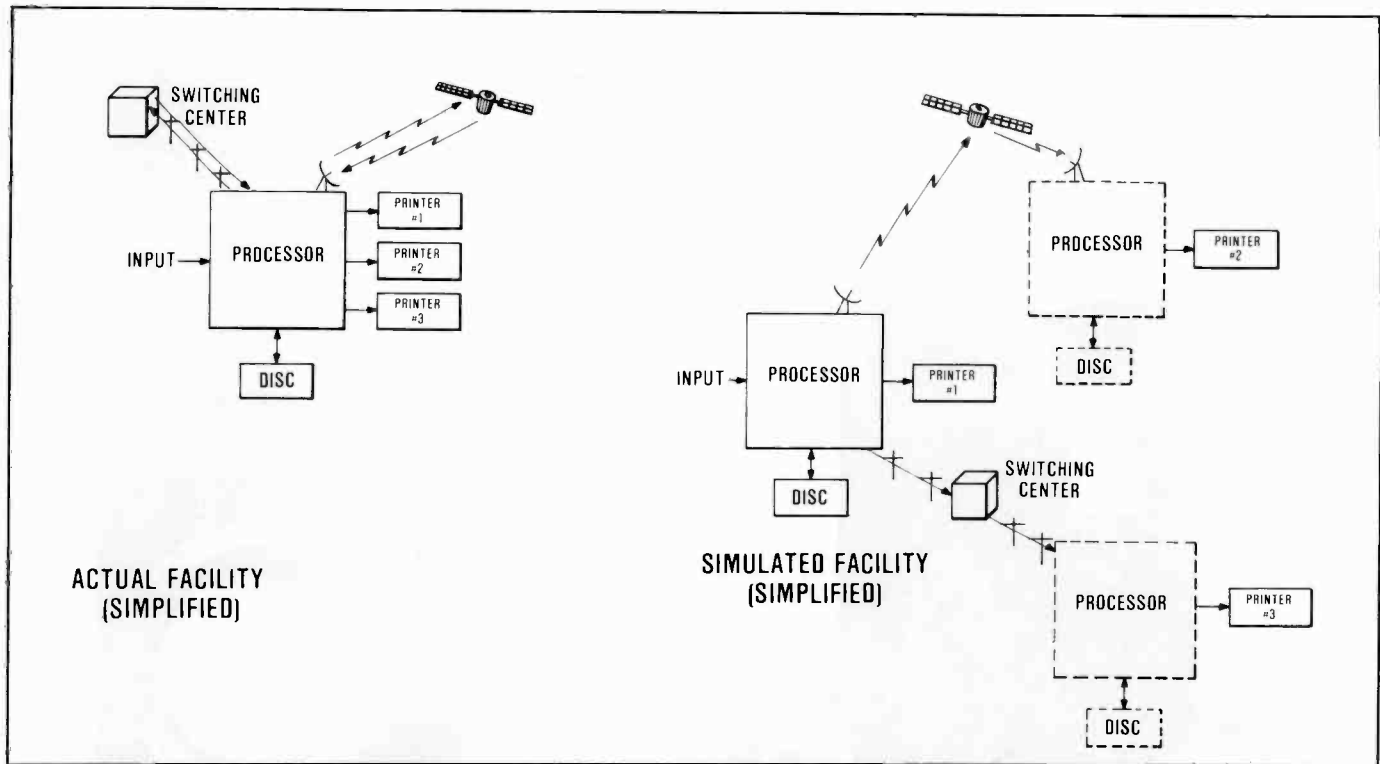 SWITCHING
CENTER
INPUT
PROCESSOR
PRINTER
#1
PRINTER
#2
PRINTER
#3
DISC
ACTUAL FACILITY
(SIMPLIFIED)
PROCESSOR
PRINTER
#2
DISC
INPUT
PROCESSOR
PRINTER
#1
DISC
SWITCHING
CENTER
SIMULATED FACILITY
(SIMPLIFIED)
PROCESSOR
PRINTER
#3
DISC